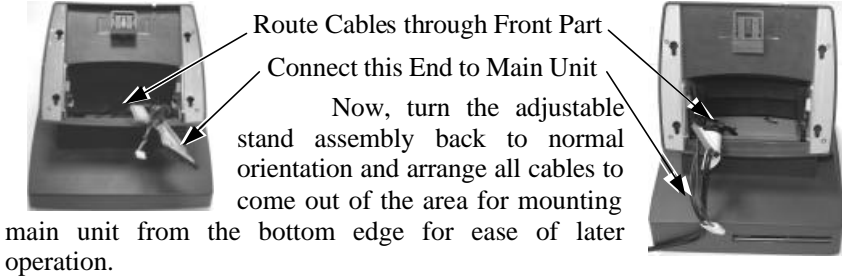 Route Cables through Front Part
Connect this End to Main Unit
Now, turn the adjustable
stand assembly back to normal
orientation and arrange all cables to
come out of the area for mounting
main unit from the bottom edge for ease of later
operation.